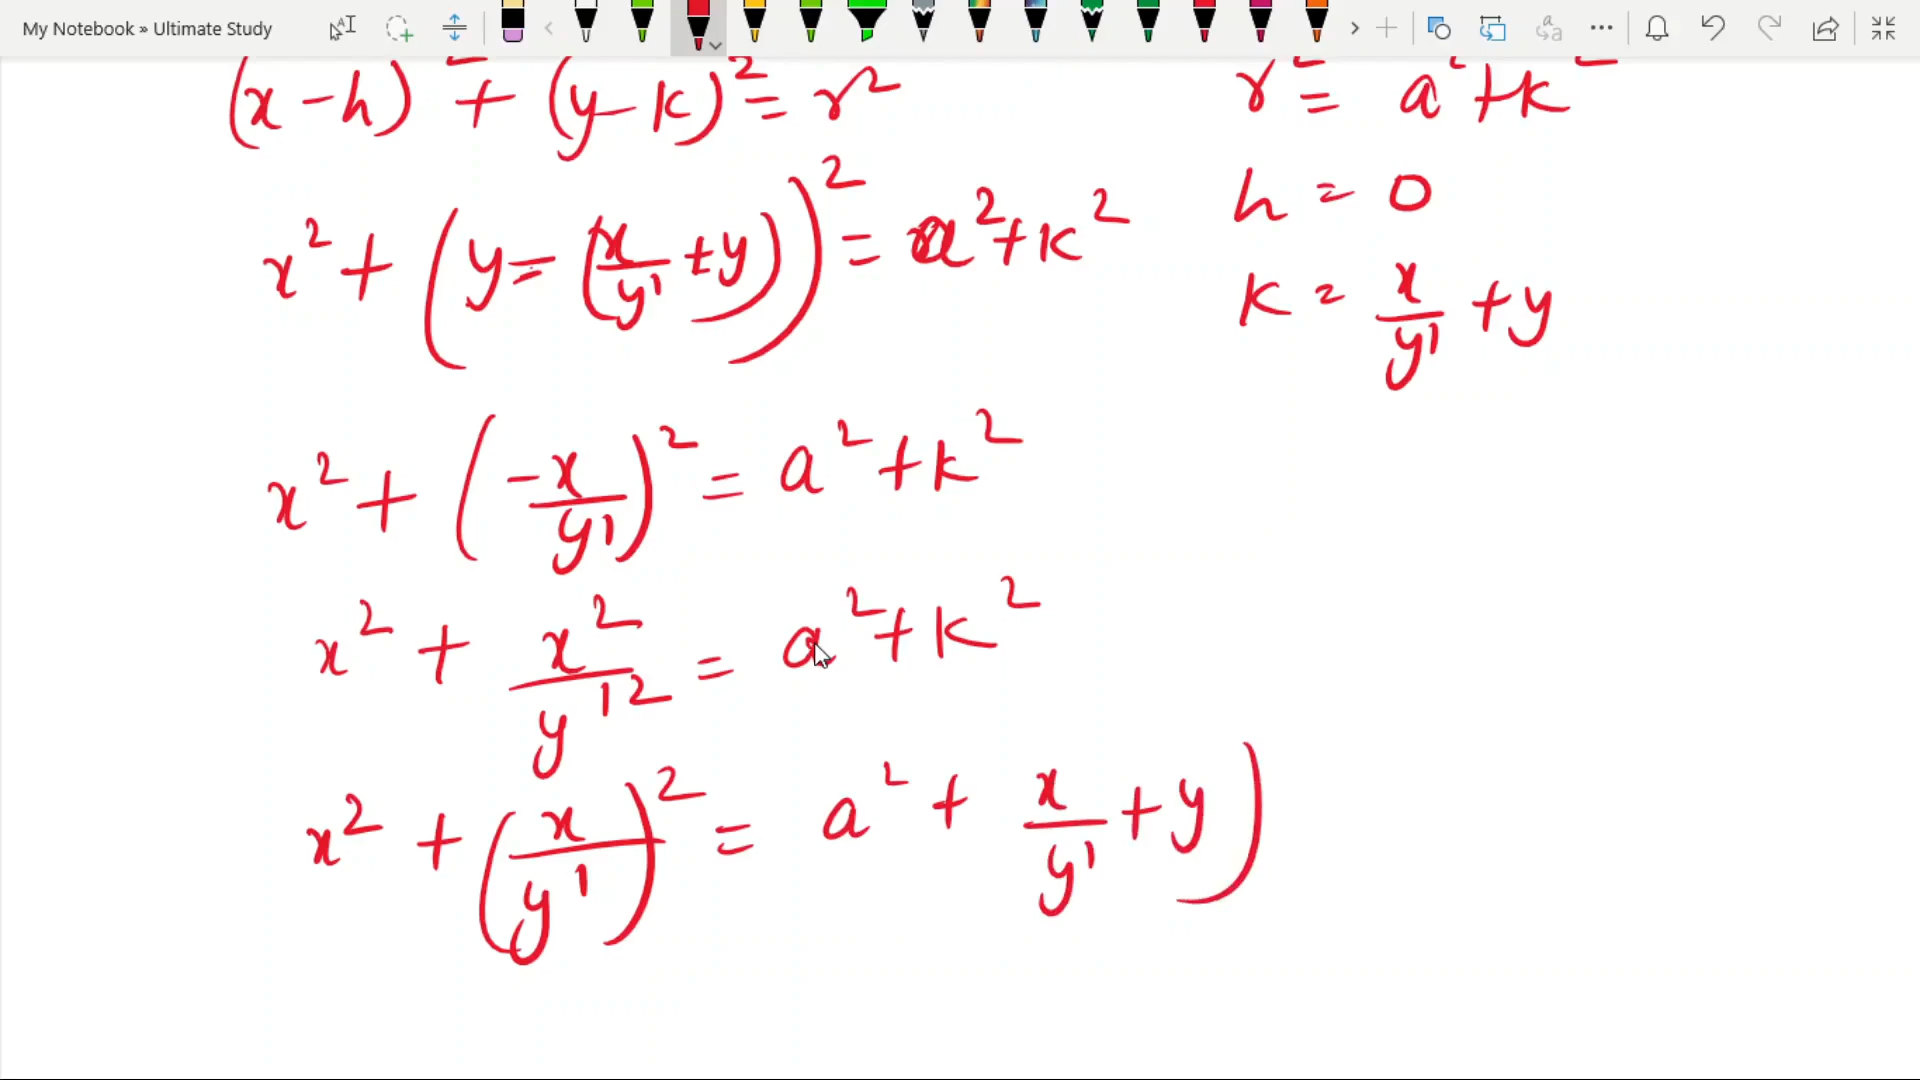 My Notebook » Ultimate Study
(x-h)² + (y-k)² = r²
r² = a²+k²
h = 0
k = x/y' + y
x² + (y - (x/y' + y))² = a²+k²
x² + (-x/y')² = a²+k²
x² + x²/y'² = a²+k²
x² + (x/y')² = a² + x/y' + y)